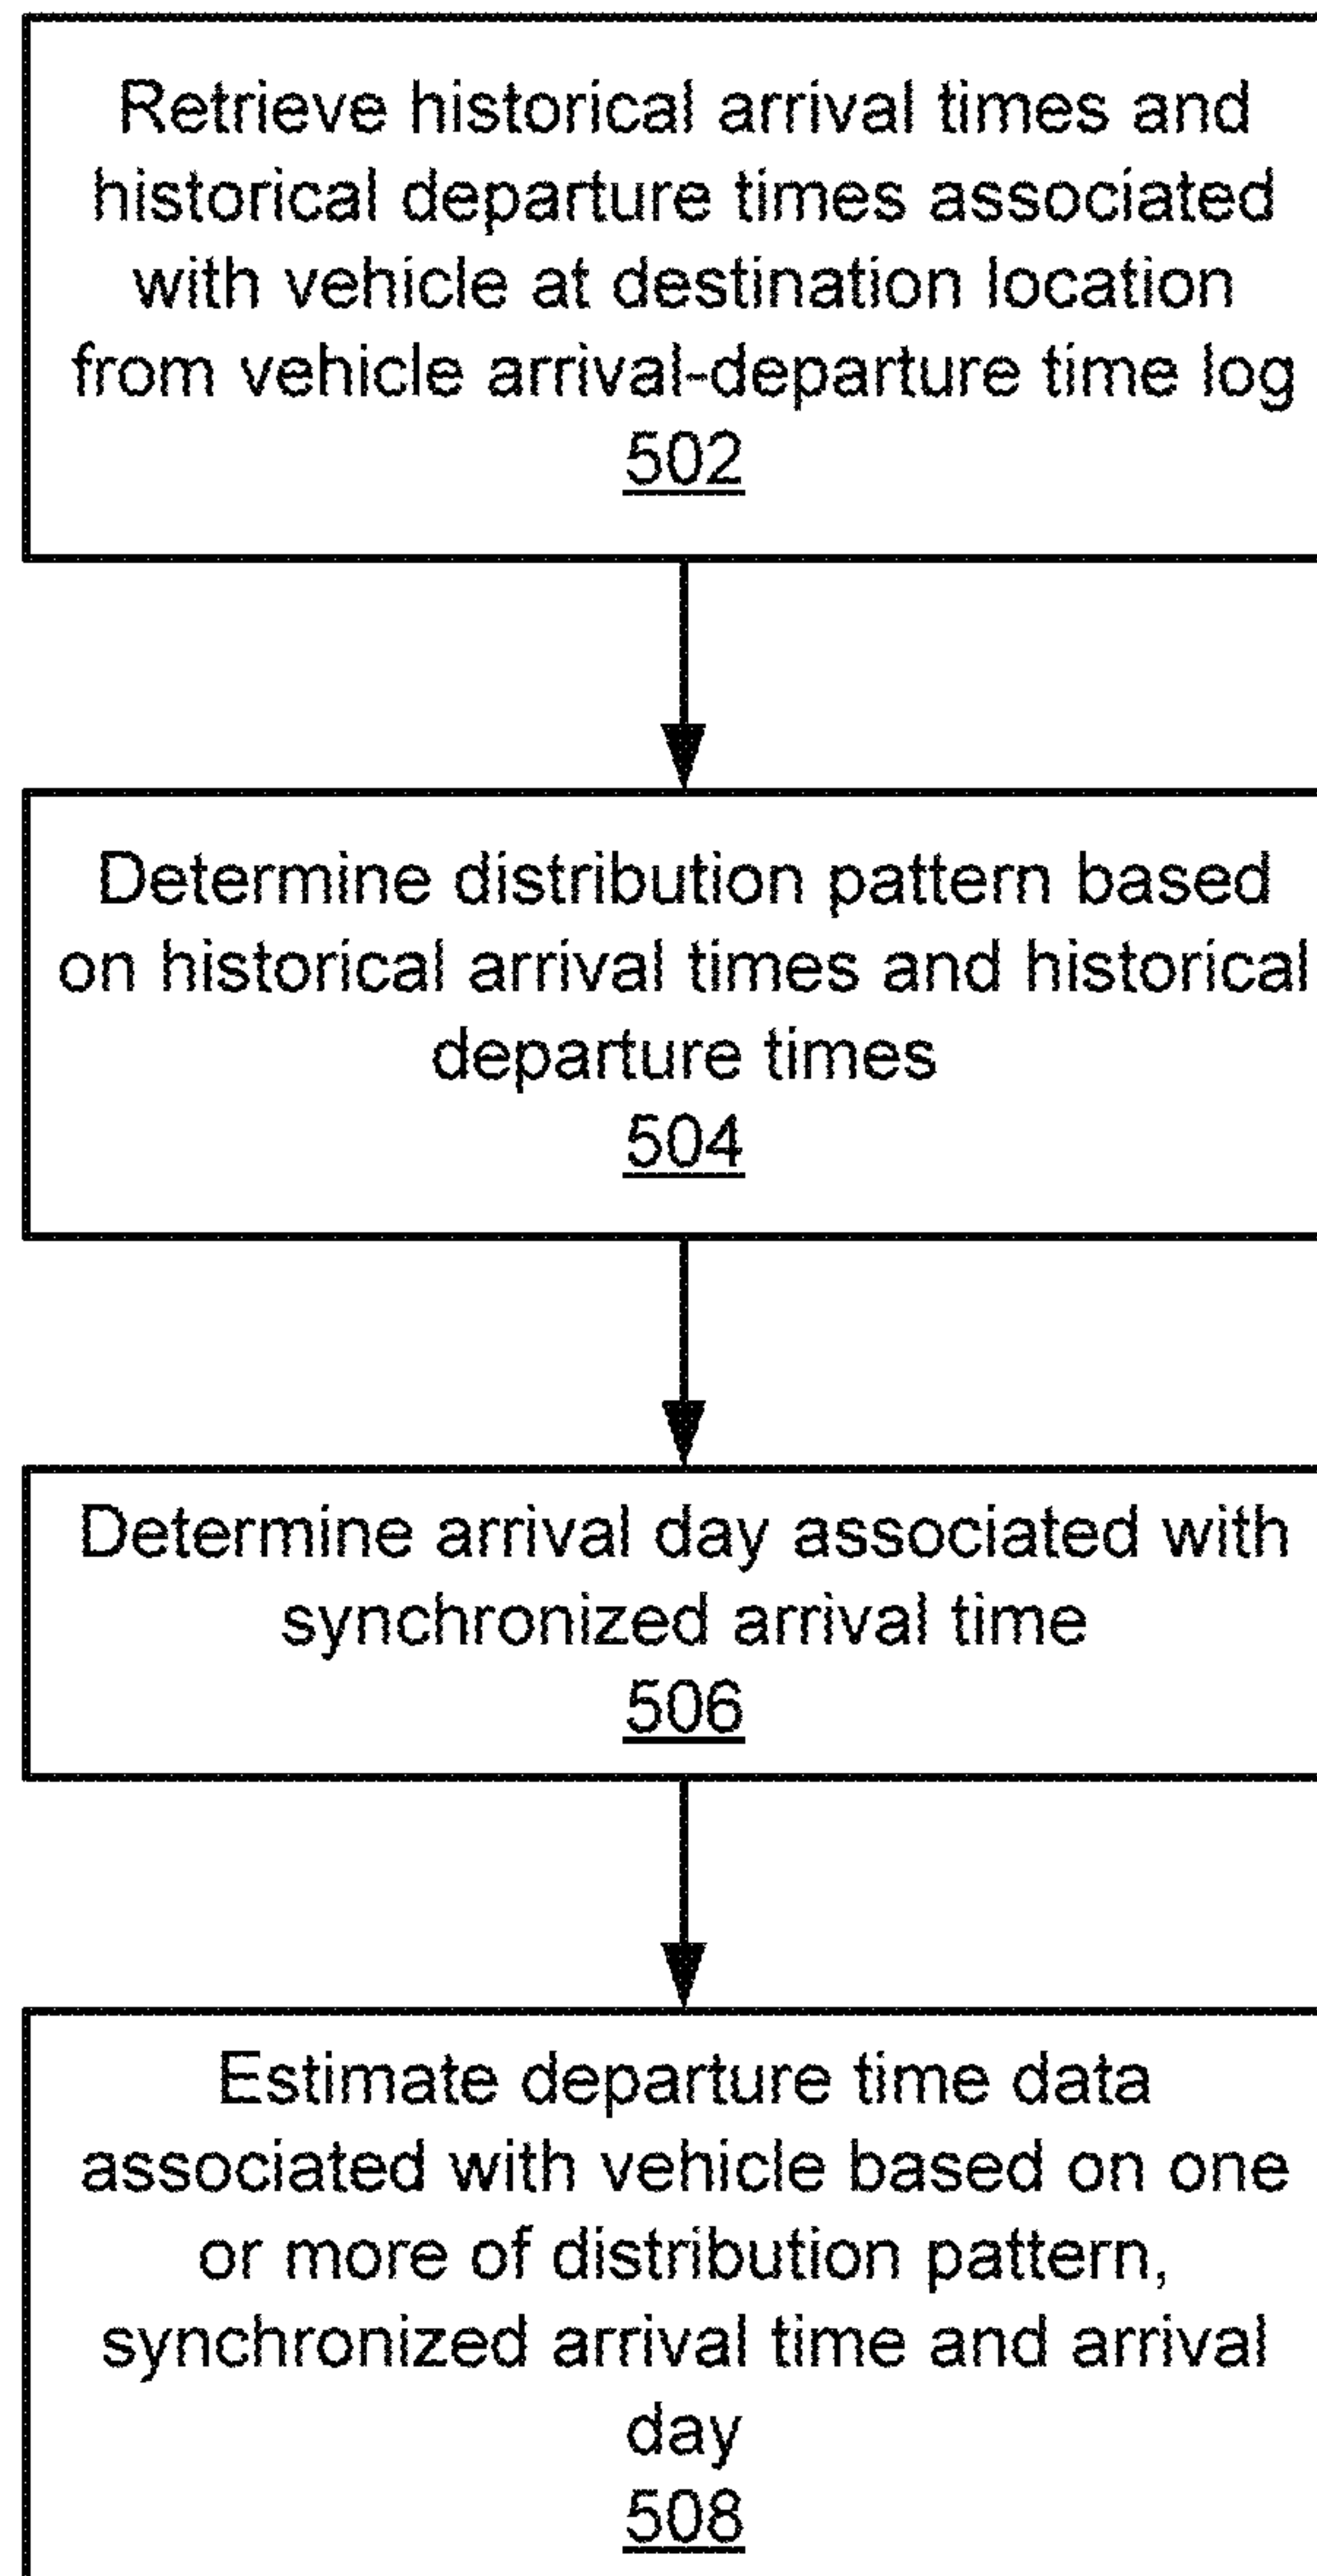 Retrieve historical arrival times and
historical departure times associated
with vehicle at destination location
from vehicle arrival-departure time log
502
Determine distribution pattern based
on historical arrival times and historical
departure times
504
Determine arrival day associated with
synchronized arrival time
506
Estimate departure time data
associated with vehicle based on one
or more of distribution pattern,
synchronized arrival time and arrival
day
508